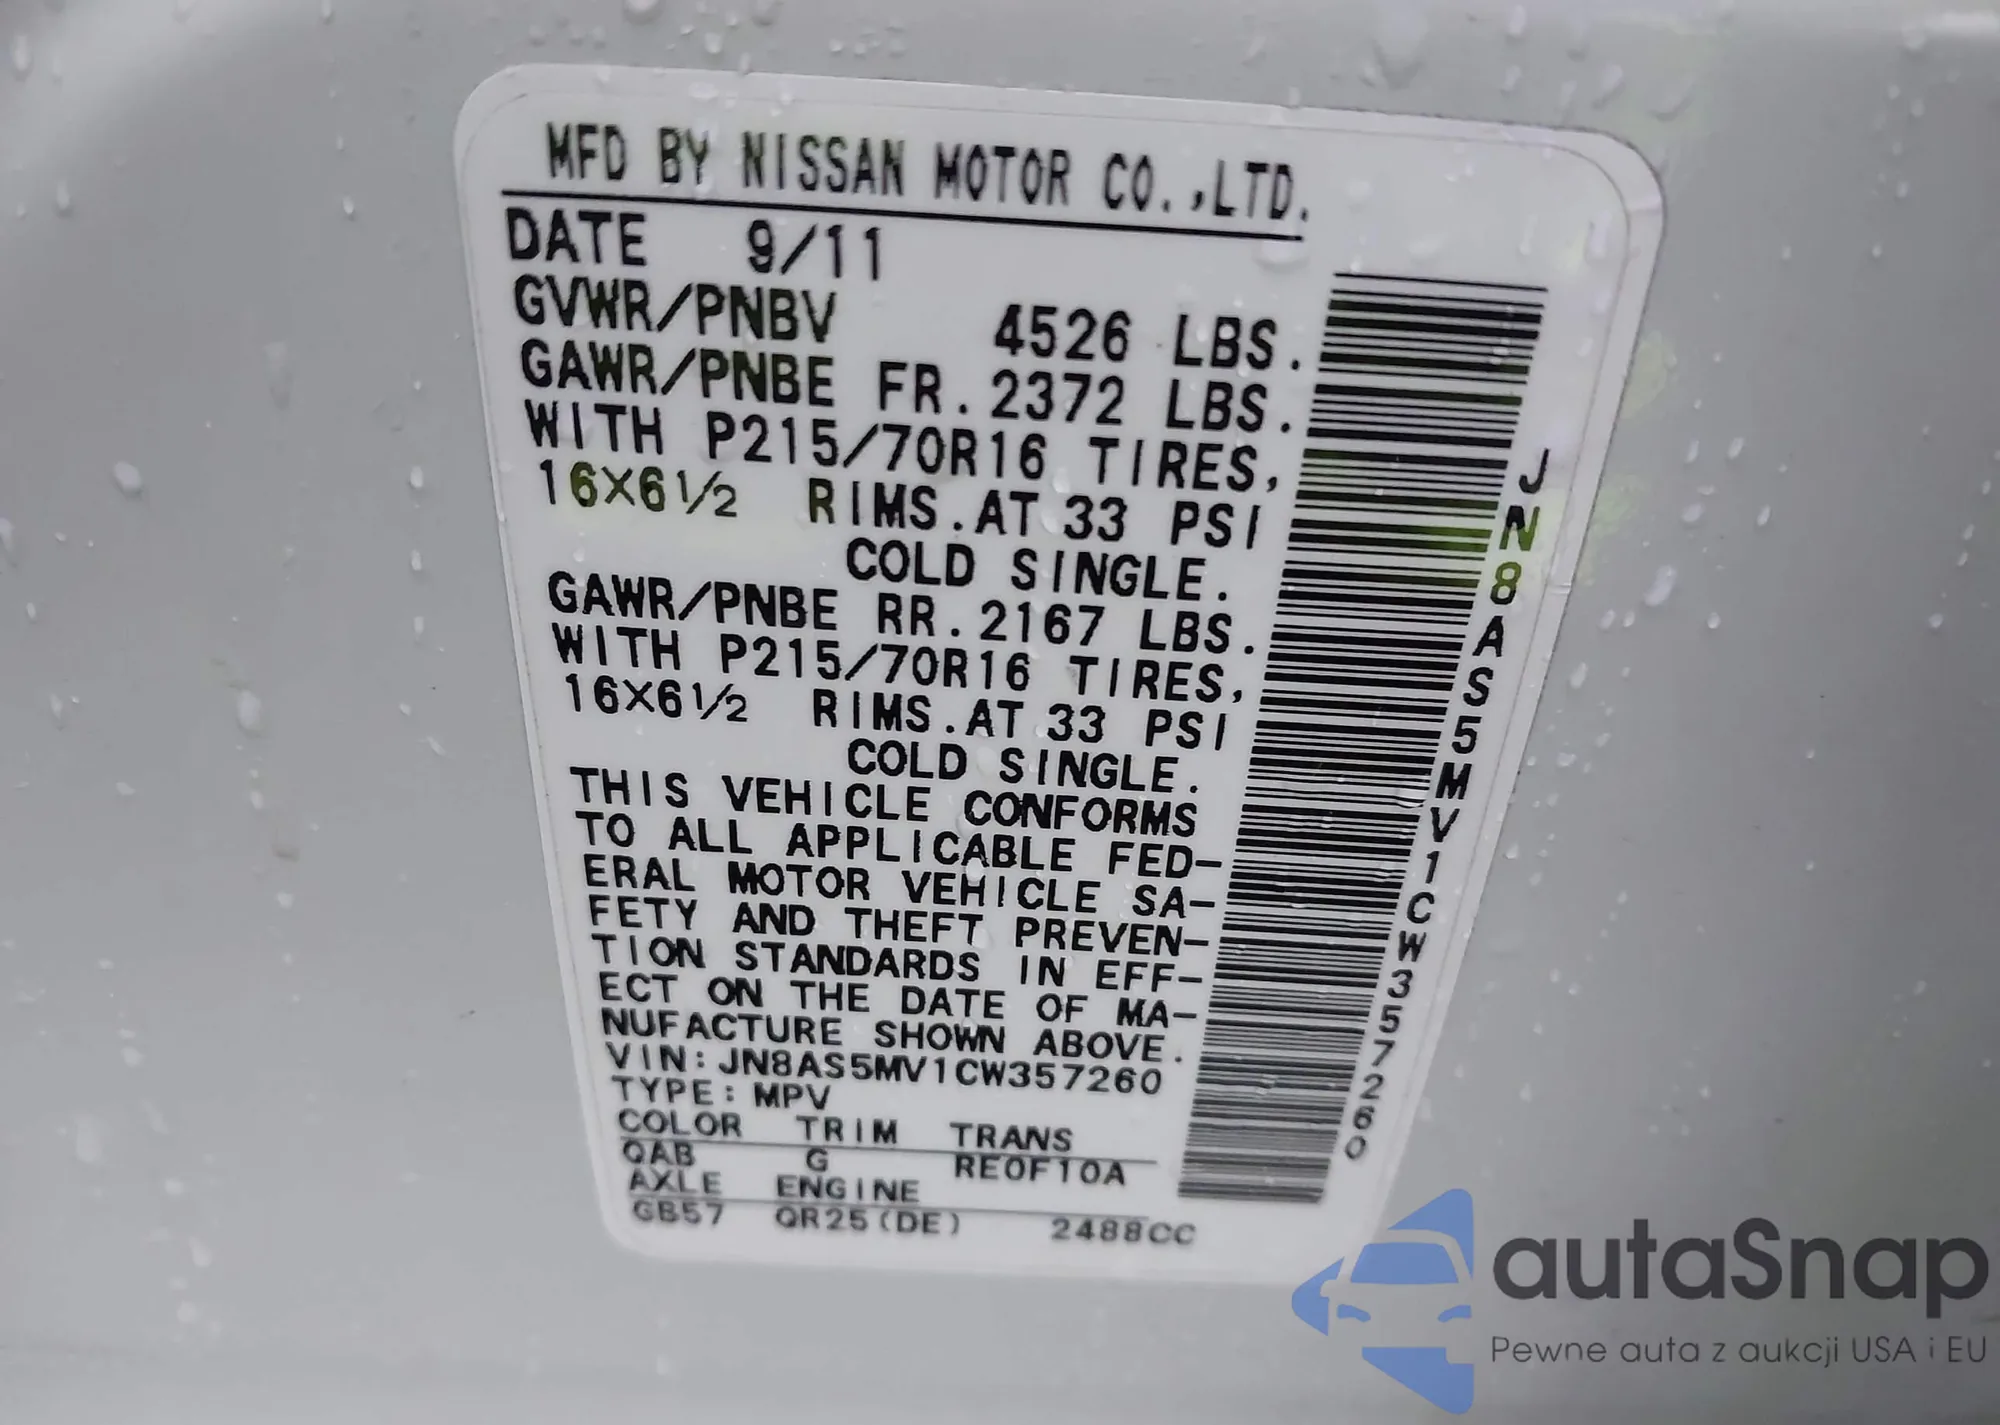 MFD BY NISSAN MOTOR CO.,LTD.
DATE 9/11
GVWR/PNBV 4526 LBS.
GAWR/PNBE FR. 2372 LBS.
WITH P215/70R16 TIRES,
16X6½ RIMS. AT 33 PSI
COLD SINGLE.
GAWR/PNBE RR. 2167 LBS.
WITH P215/70R16 TIRES,
16X6½ RIMS. AT 33 PSI
COLD SINGLE.
THIS VEHICLE CONFORMS
TO ALL APPLICABLE FED-
ERAL MOTOR VEHICLE SA-
FETY AND THEFT PREVEN-
TION STANDARDS IN EFF-
ECT ON THE DATE OF MA-
NUFACTURE SHOWN ABOVE.
VIN: JN8AS5MV1CW357260
TYPE: MPV
COLOR TRIM TRANS
QAB G RE0F10A
AXLE ENGINE
GB57 QR25(DE) 2488CC
JN8AS5MV1CW357260
autaSnap
Pewne auta z aukcji USA i EU